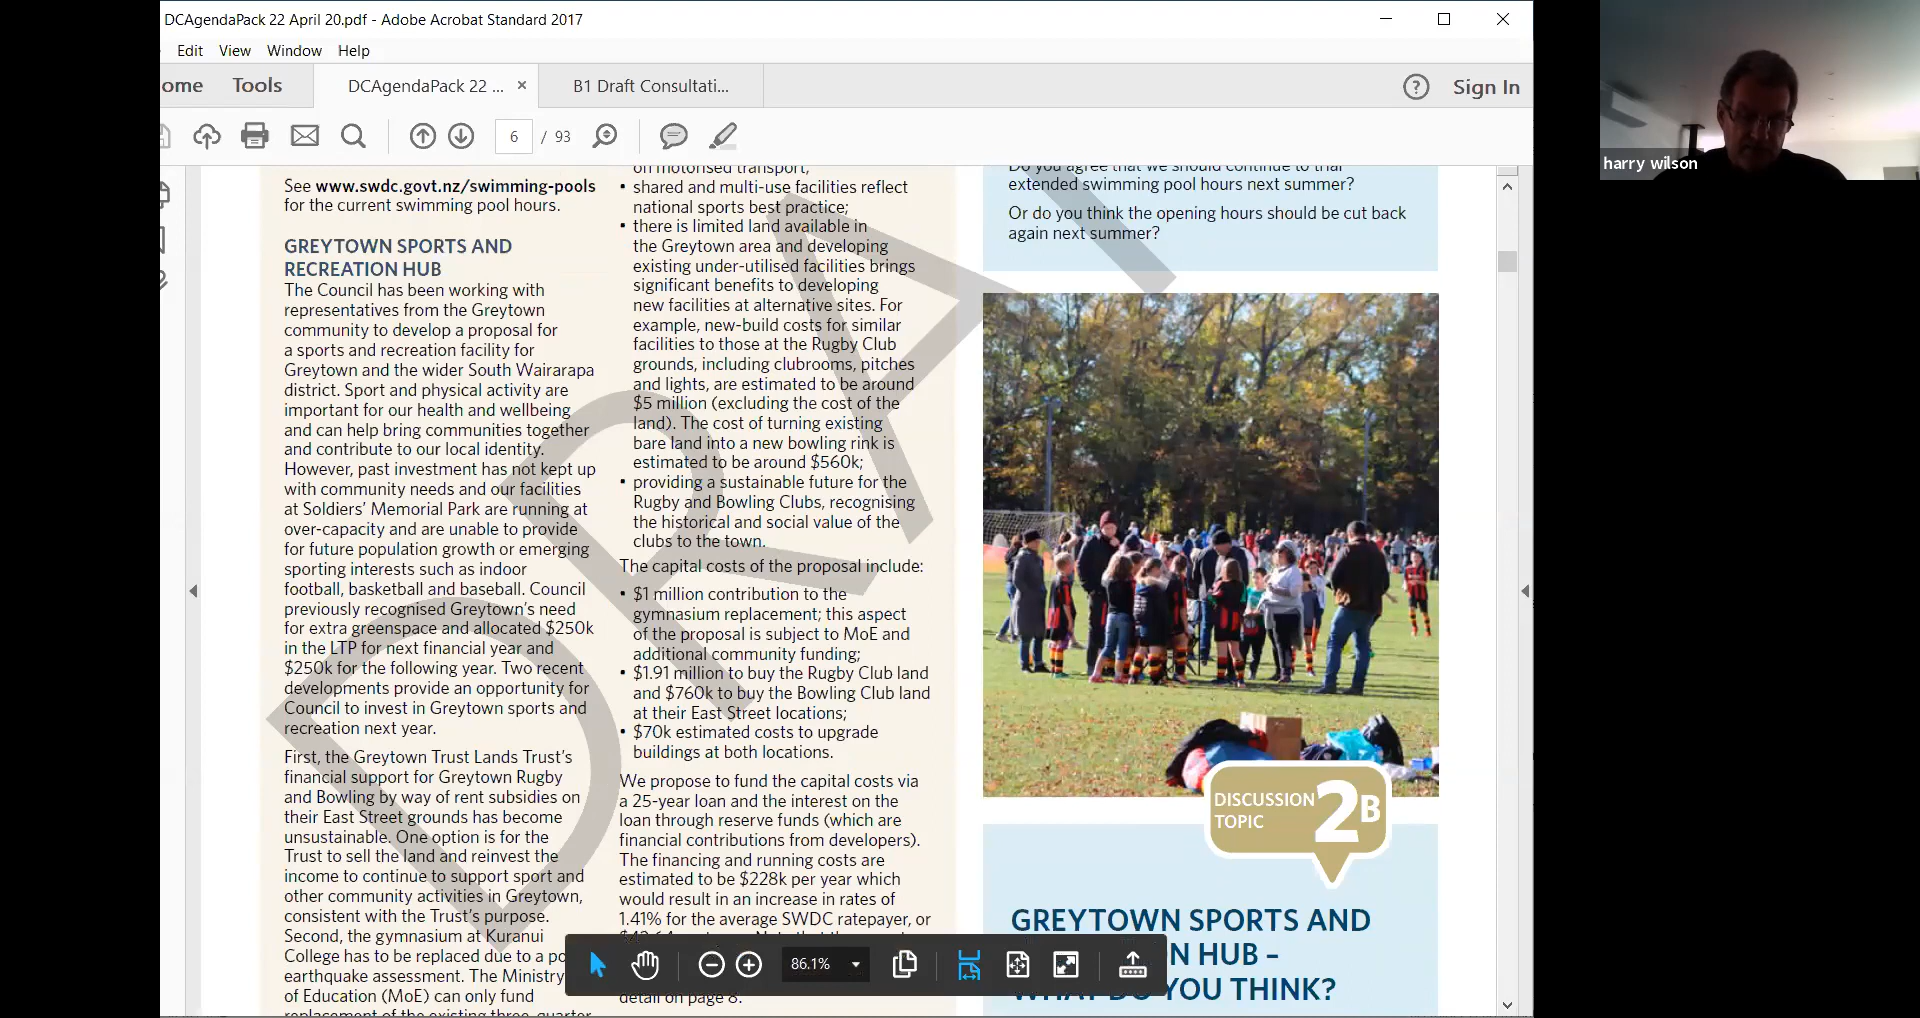 DCAgendaPack 22 April 20.pdf - Adobe Acrobat Standard 2017
Edit View Window Help
ome Tools DCAgendaPack 22 ... × B1 Draft Consultati... Sign In
6 / 93
See www.swdc.govt.nz/swimming-pools
for the current swimming pool hours.
GREYTOWN SPORTS AND
RECREATION HUB
The Council has been working with
representatives from the Greytown
community to develop a proposal for
a sports and recreation facility for
Greytown and the wider South Wairarapa
district. Sport and physical activity are
important for our health and wellbeing
and can help bring communities together
and contribute to our local identity.
However, past investment has not kept up
with community needs and our facilities
at Soldiers' Memorial Park are running at
over-capacity and are unable to provide
for future population growth or emerging
sporting interests such as indoor
football, basketball and baseball. Council
previously recognised Greytown's need
for extra greenspace and allocated $250k
in the LTP for next financial year and
$250k for the following year. Two recent
developments provide an opportunity for
Council to invest in Greytown sports and
recreation next year.
First, the Greytown Trust Lands Trust's
financial support for Greytown Rugby
and Bowling by way of rent subsidies on
their East Street grounds has become
unsustainable. One option is for the
Trust to sell the land and reinvest the
income to continue to support sport and
other community activities in Greytown,
consistent with the Trust's purpose.
Second, the gymnasium at Kuranui
College has to be replaced due to a po
earthquake assessment. The Ministry
of Education (MoE) can only fund
replacement of the existing three-quarter
on motorised transport;
• shared and multi-use facilities reflect
national sports best practice;
• there is limited land available in
the Greytown area and developing
existing under-utilised facilities brings
significant benefits to developing
new facilities at alternative sites. For
example, new-build costs for similar
facilities to those at the Rugby Club
grounds, including clubrooms, pitches
and lights, are estimated to be around
$5 million (excluding the cost of the
land). The cost of turning existing
bare land into a new bowling rink is
estimated to be around $560k;
• providing a sustainable future for the
Rugby and Bowling Clubs, recognising
the historical and social value of the
clubs to the town.
The capital costs of the proposal include:
• $1 million contribution to the
gymnasium replacement; this aspect
of the proposal is subject to MoE and
additional community funding;
• $1.91 million to buy the Rugby Club land
and $760k to buy the Bowling Club land
at their East Street locations;
• $70k estimated costs to upgrade
buildings at both locations.
We propose to fund the capital costs via
a 25-year loan and the interest on the
loan through reserve funds (which are
financial contributions from developers).
The financing and running costs are
estimated to be $228k per year which
would result in an increase in rates of
1.41% for the average SWDC ratepayer, or
detail on page 8.
Do you agree that we should continue to trial
extended swimming pool hours next summer?
Or do you think the opening hours should be cut back
again next summer?
DISCUSSION
TOPIC 2B
GREYTOWN SPORTS AND
N HUB –
WHAT DO YOU THINK?
DRAFT
86.1%
harry wilson